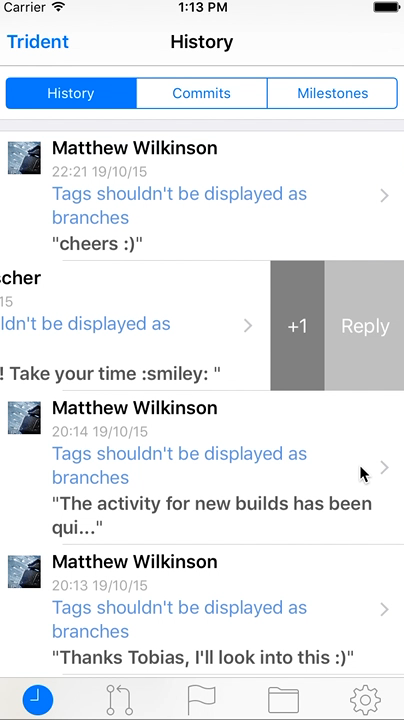 Carrier 1:13 PM
Trident History
History Commits Milestones
Matthew Wilkinson
22:21 19/10/15
Tags shouldn't be displayed as
branches
"cheers :)"
scher
15
ldn't be displayed as
! Take your time :smiley: "
+1 Reply
Matthew Wilkinson
20:14 19/10/15
Tags shouldn't be displayed as
branches
"The activity for new builds has been
qui..."
Matthew Wilkinson
20:13 19/10/15
Tags shouldn't be displayed as
branches
"Thanks Tobias, I'll look into this :)"